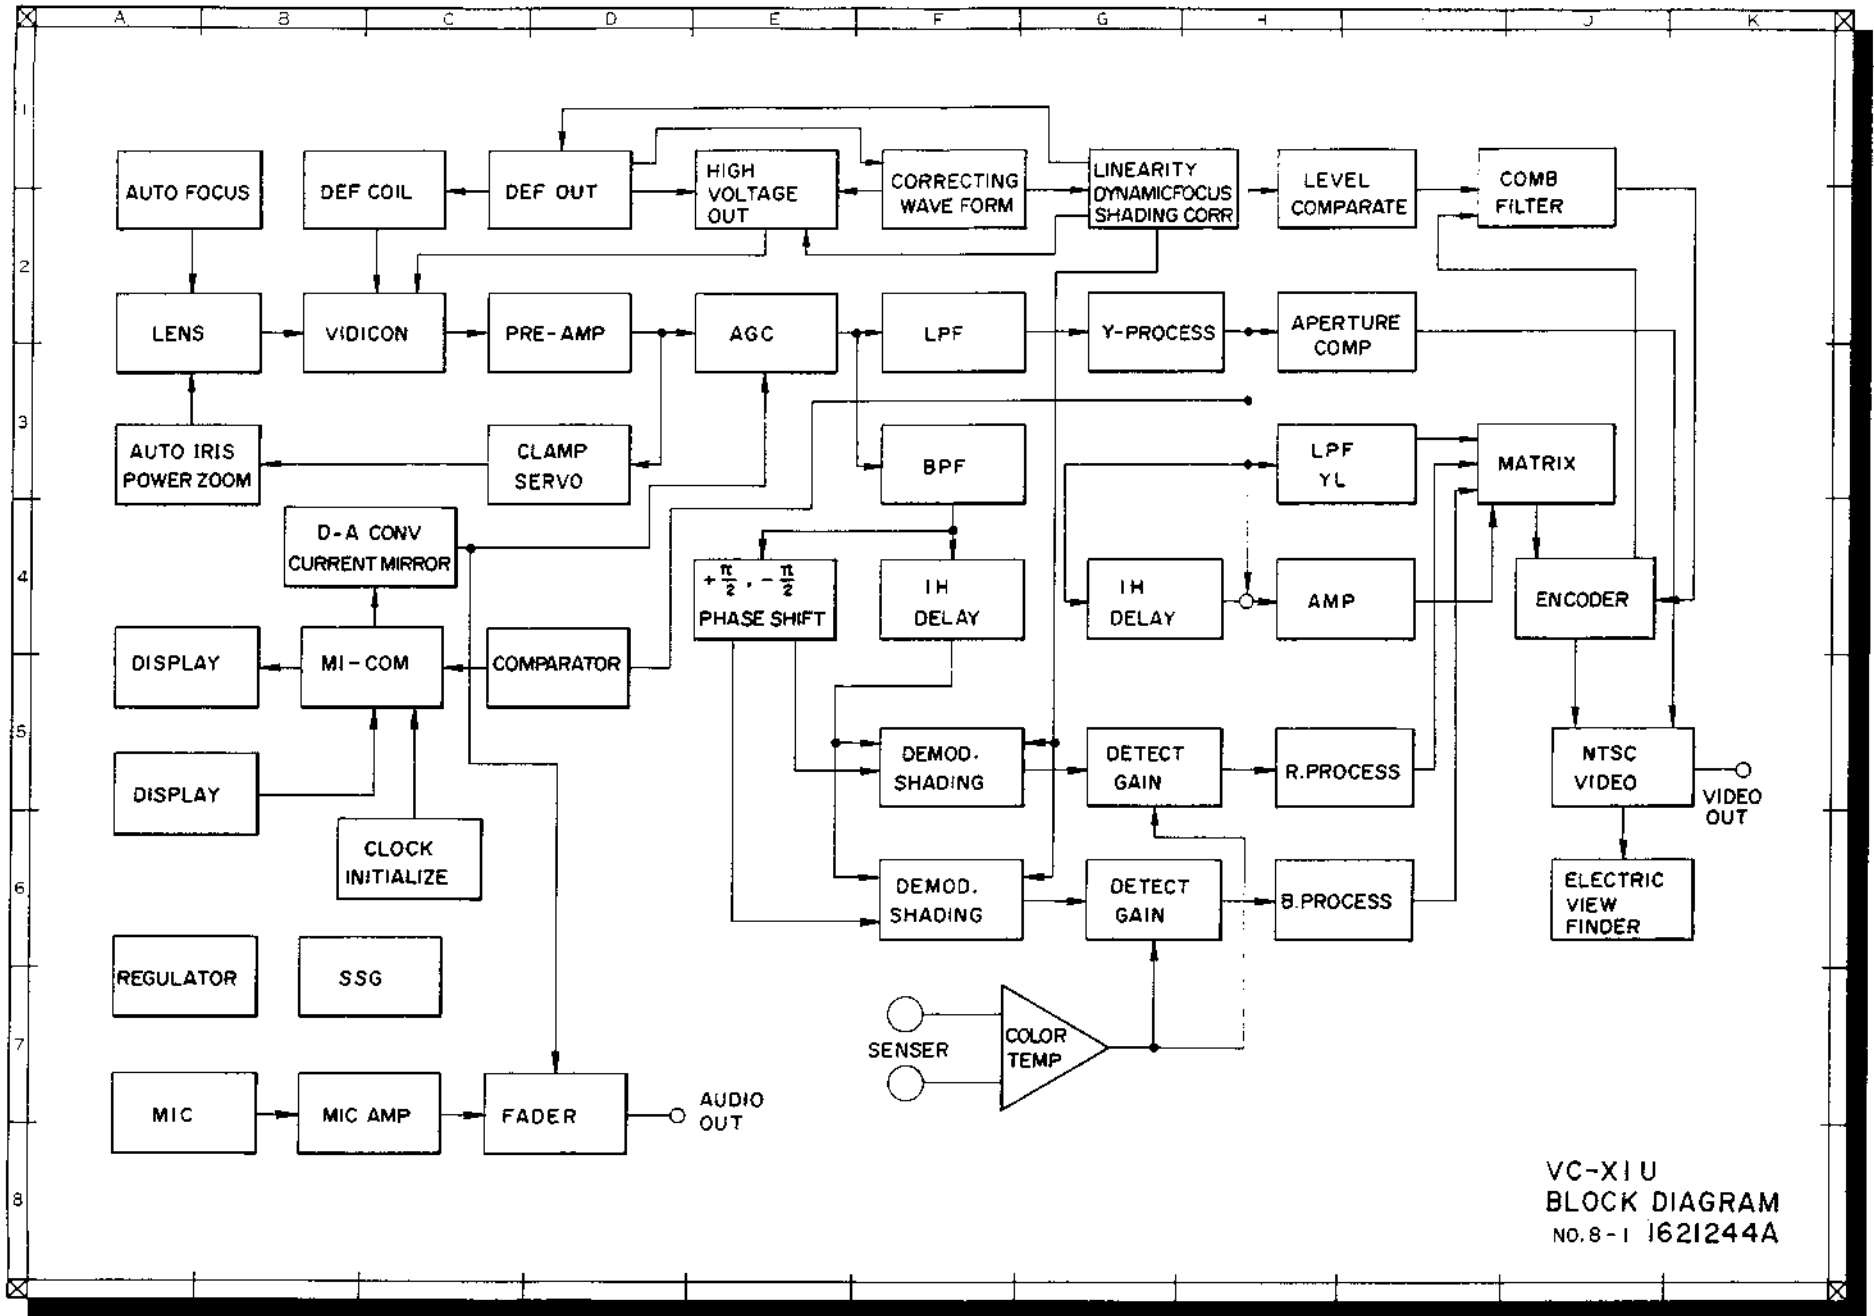 A B C D E F G H J K
1
2
3
4
5
6
7
8
AUTO FOCUS
DEF COIL
DEF OUT
HIGH
VOLTAGE
OUT
CORRECTING
WAVE FORM
LINEARITY
DYNAMICFOCUS
SHADING CORR
LEVEL
COMPARATE
COMB
FILTER
LENS
VIDICON
PRE-AMP
AGC
LPF
Y-PROCESS
APERTURE
COMP
AUTO IRIS
POWER ZOOM
CLAMP
SERVO
BPF
LPF
YL
MATRIX
D-A CONV
CURRENT MIRROR
+π/2, -π/2
PHASE SHIFT
1H
DELAY
1H
DELAY
AMP
ENCODER
DISPLAY
MI-COM
COMPARATOR
DEMOD.
SHADING
DETECT
GAIN
R.PROCESS
NTSC
VIDEO
VIDEO
OUT
DISPLAY
CLOCK
INITIALIZE
DEMOD.
SHADING
DETECT
GAIN
B.PROCESS
ELECTRIC
VIEW
FINDER
REGULATOR
SSG
SENSER
COLOR
TEMP
MIC
MIC AMP
FADER
AUDIO
OUT
VC-X1U
BLOCK DIAGRAM
NO.8-1 1621244A